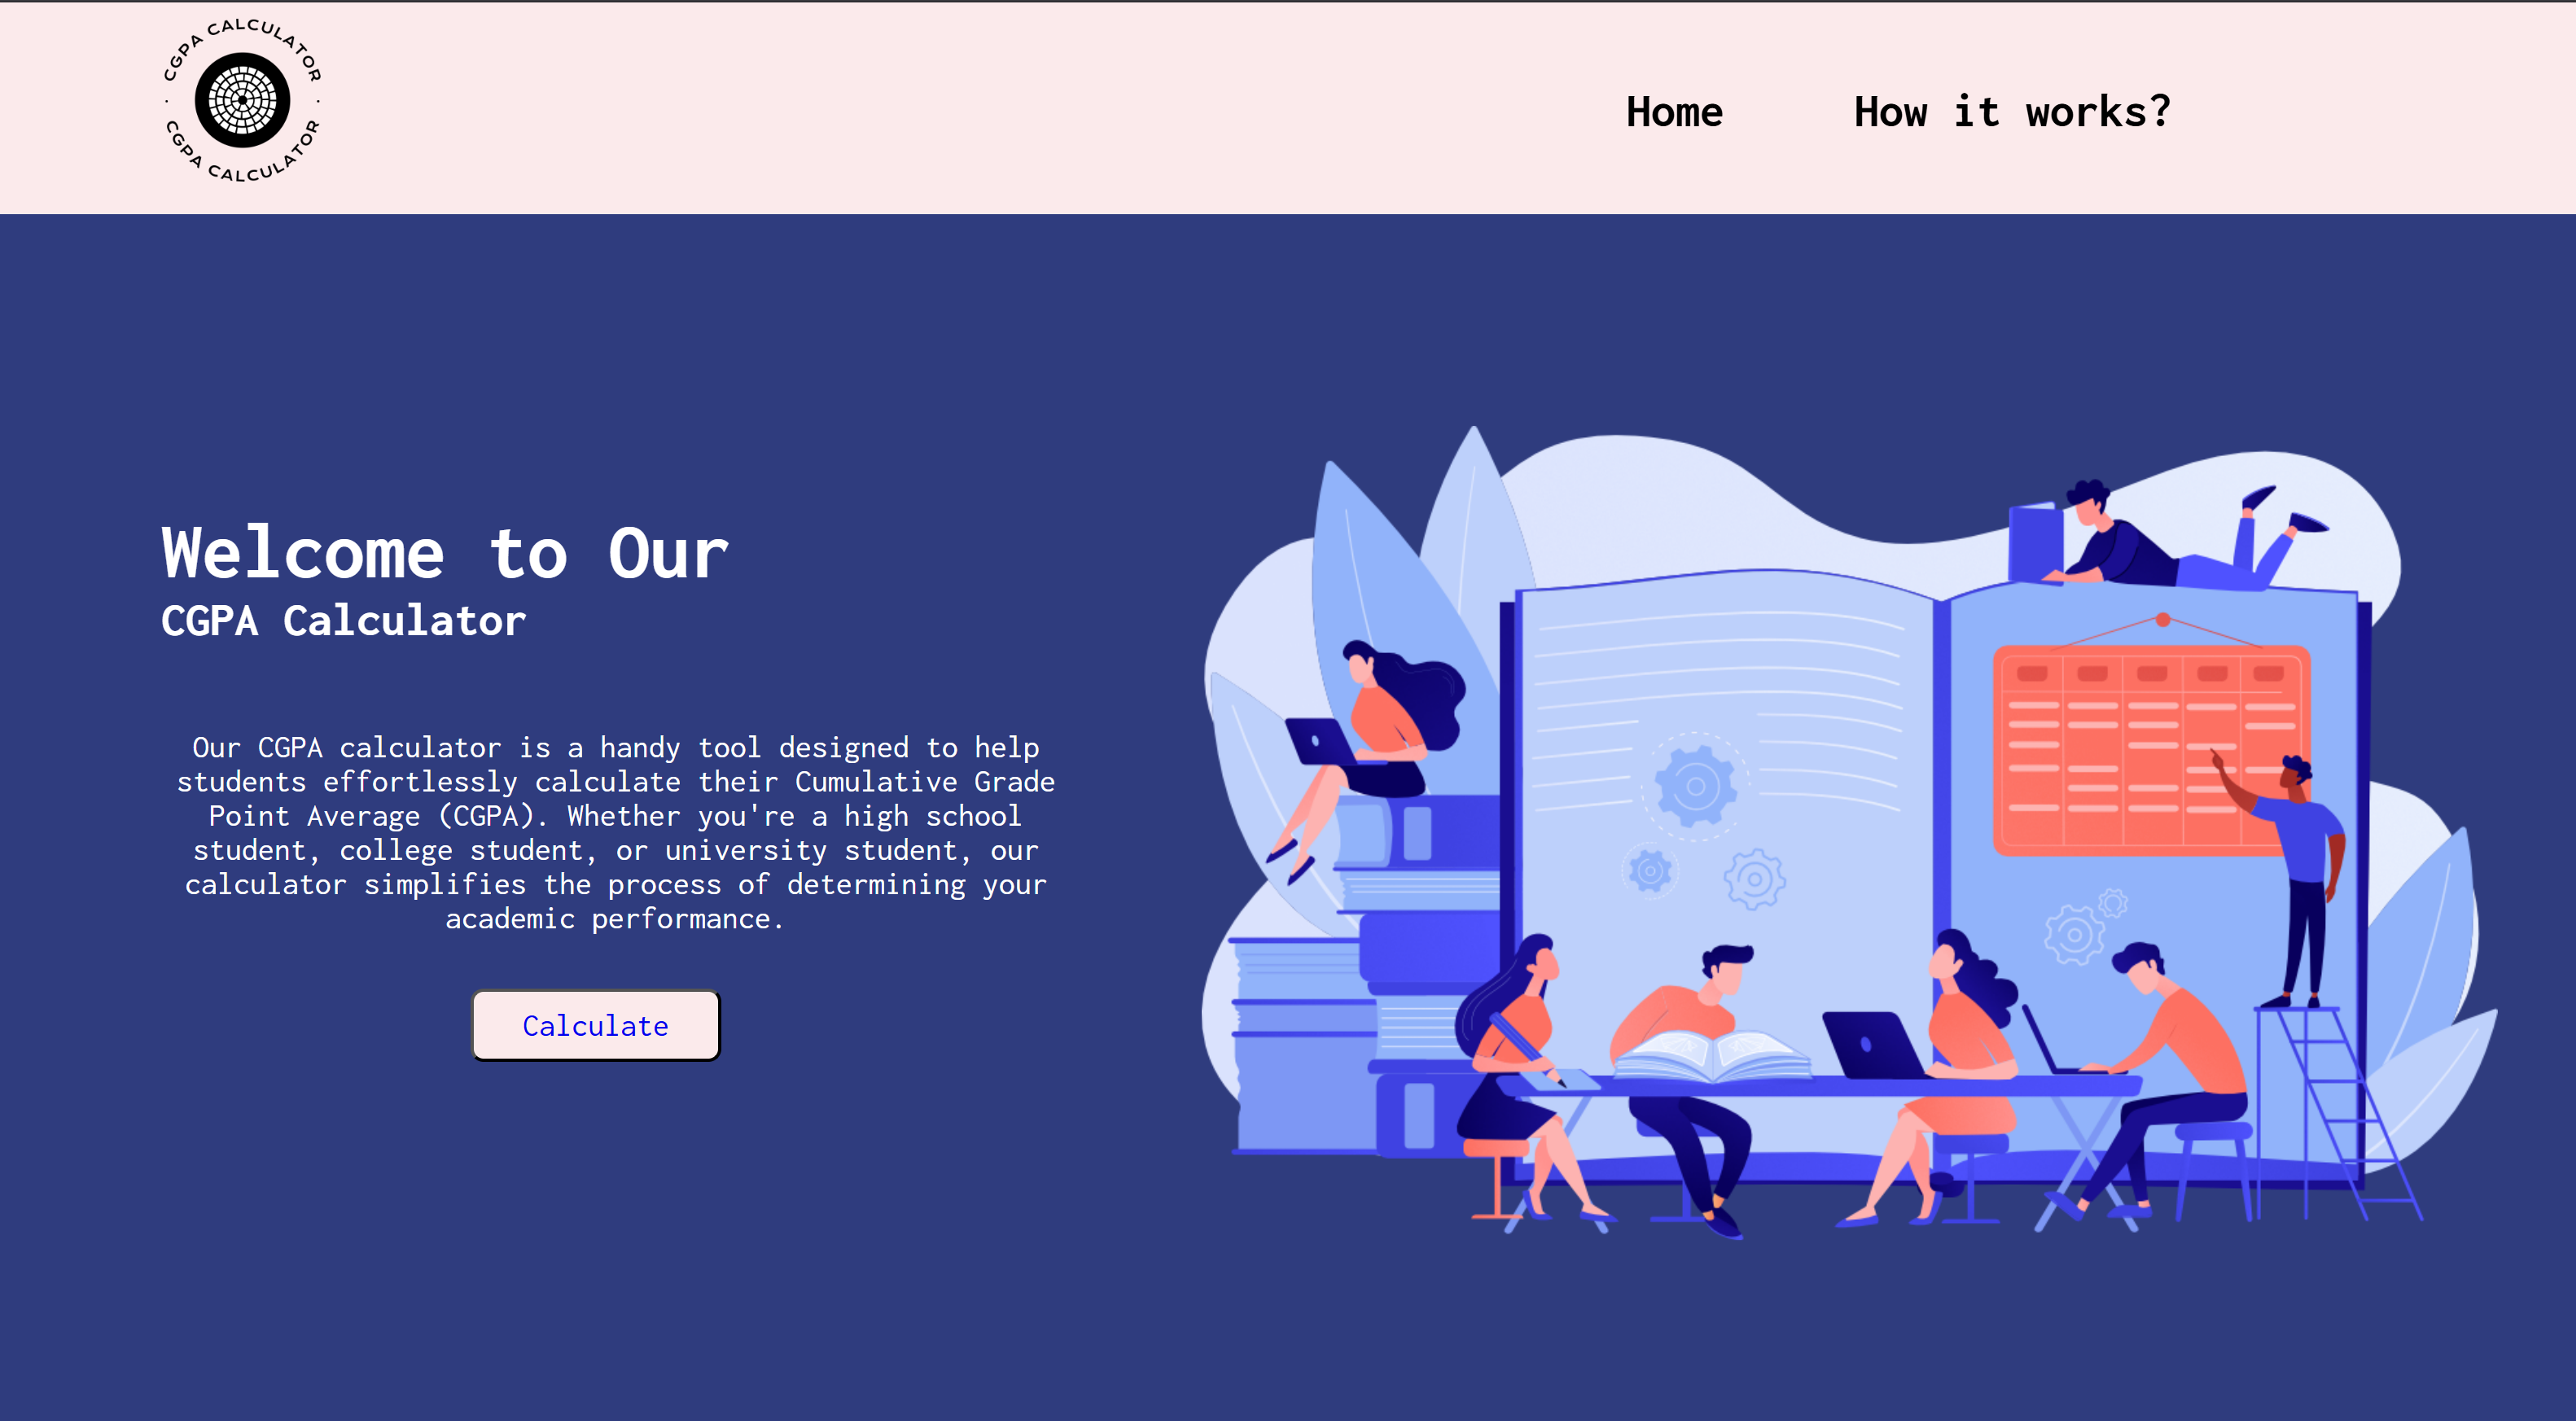 CGPA CALCULATOR
CGPA CALCULATOR
Home
How it works?
Welcome to Our
CGPA Calculator
Our CGPA calculator is a handy tool designed to help
students effortlessly calculate their Cumulative Grade
Point Average (CGPA). Whether you're a high school
student, college student, or university student, our
calculator simplifies the process of determining your
academic performance.
Calculate